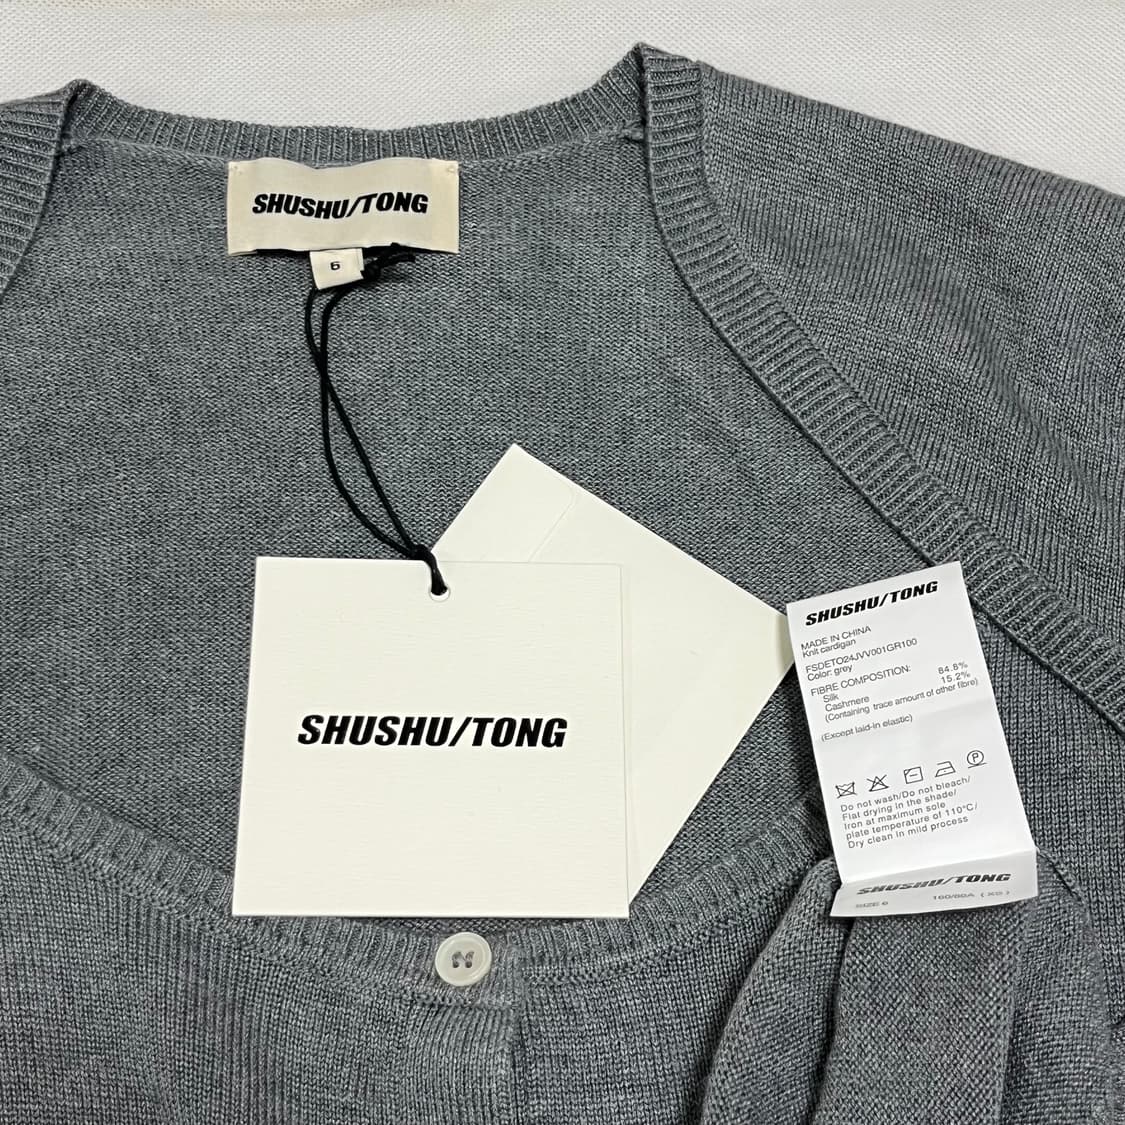 SHUSHU/TONG
6
SHUSHU/TONG
SHUSHU/TONG
MADE IN CHINA
Knit cardigan
FSDETO24JVV001GR100
Color: grey
FIBRE COMPOSITION:
Silk 84.8%
Cashmere 15.2%
(Containing trace amount of other fibre)
(Except laid-in elastic)
P
Do not wash/Do not bleach/
Flat drying in the shade/
Iron at maximum sole
plate temperature of 110°C/
Dry clean in mild process
SHUSHU/TONG
SIZE 6 160/80A (XS)